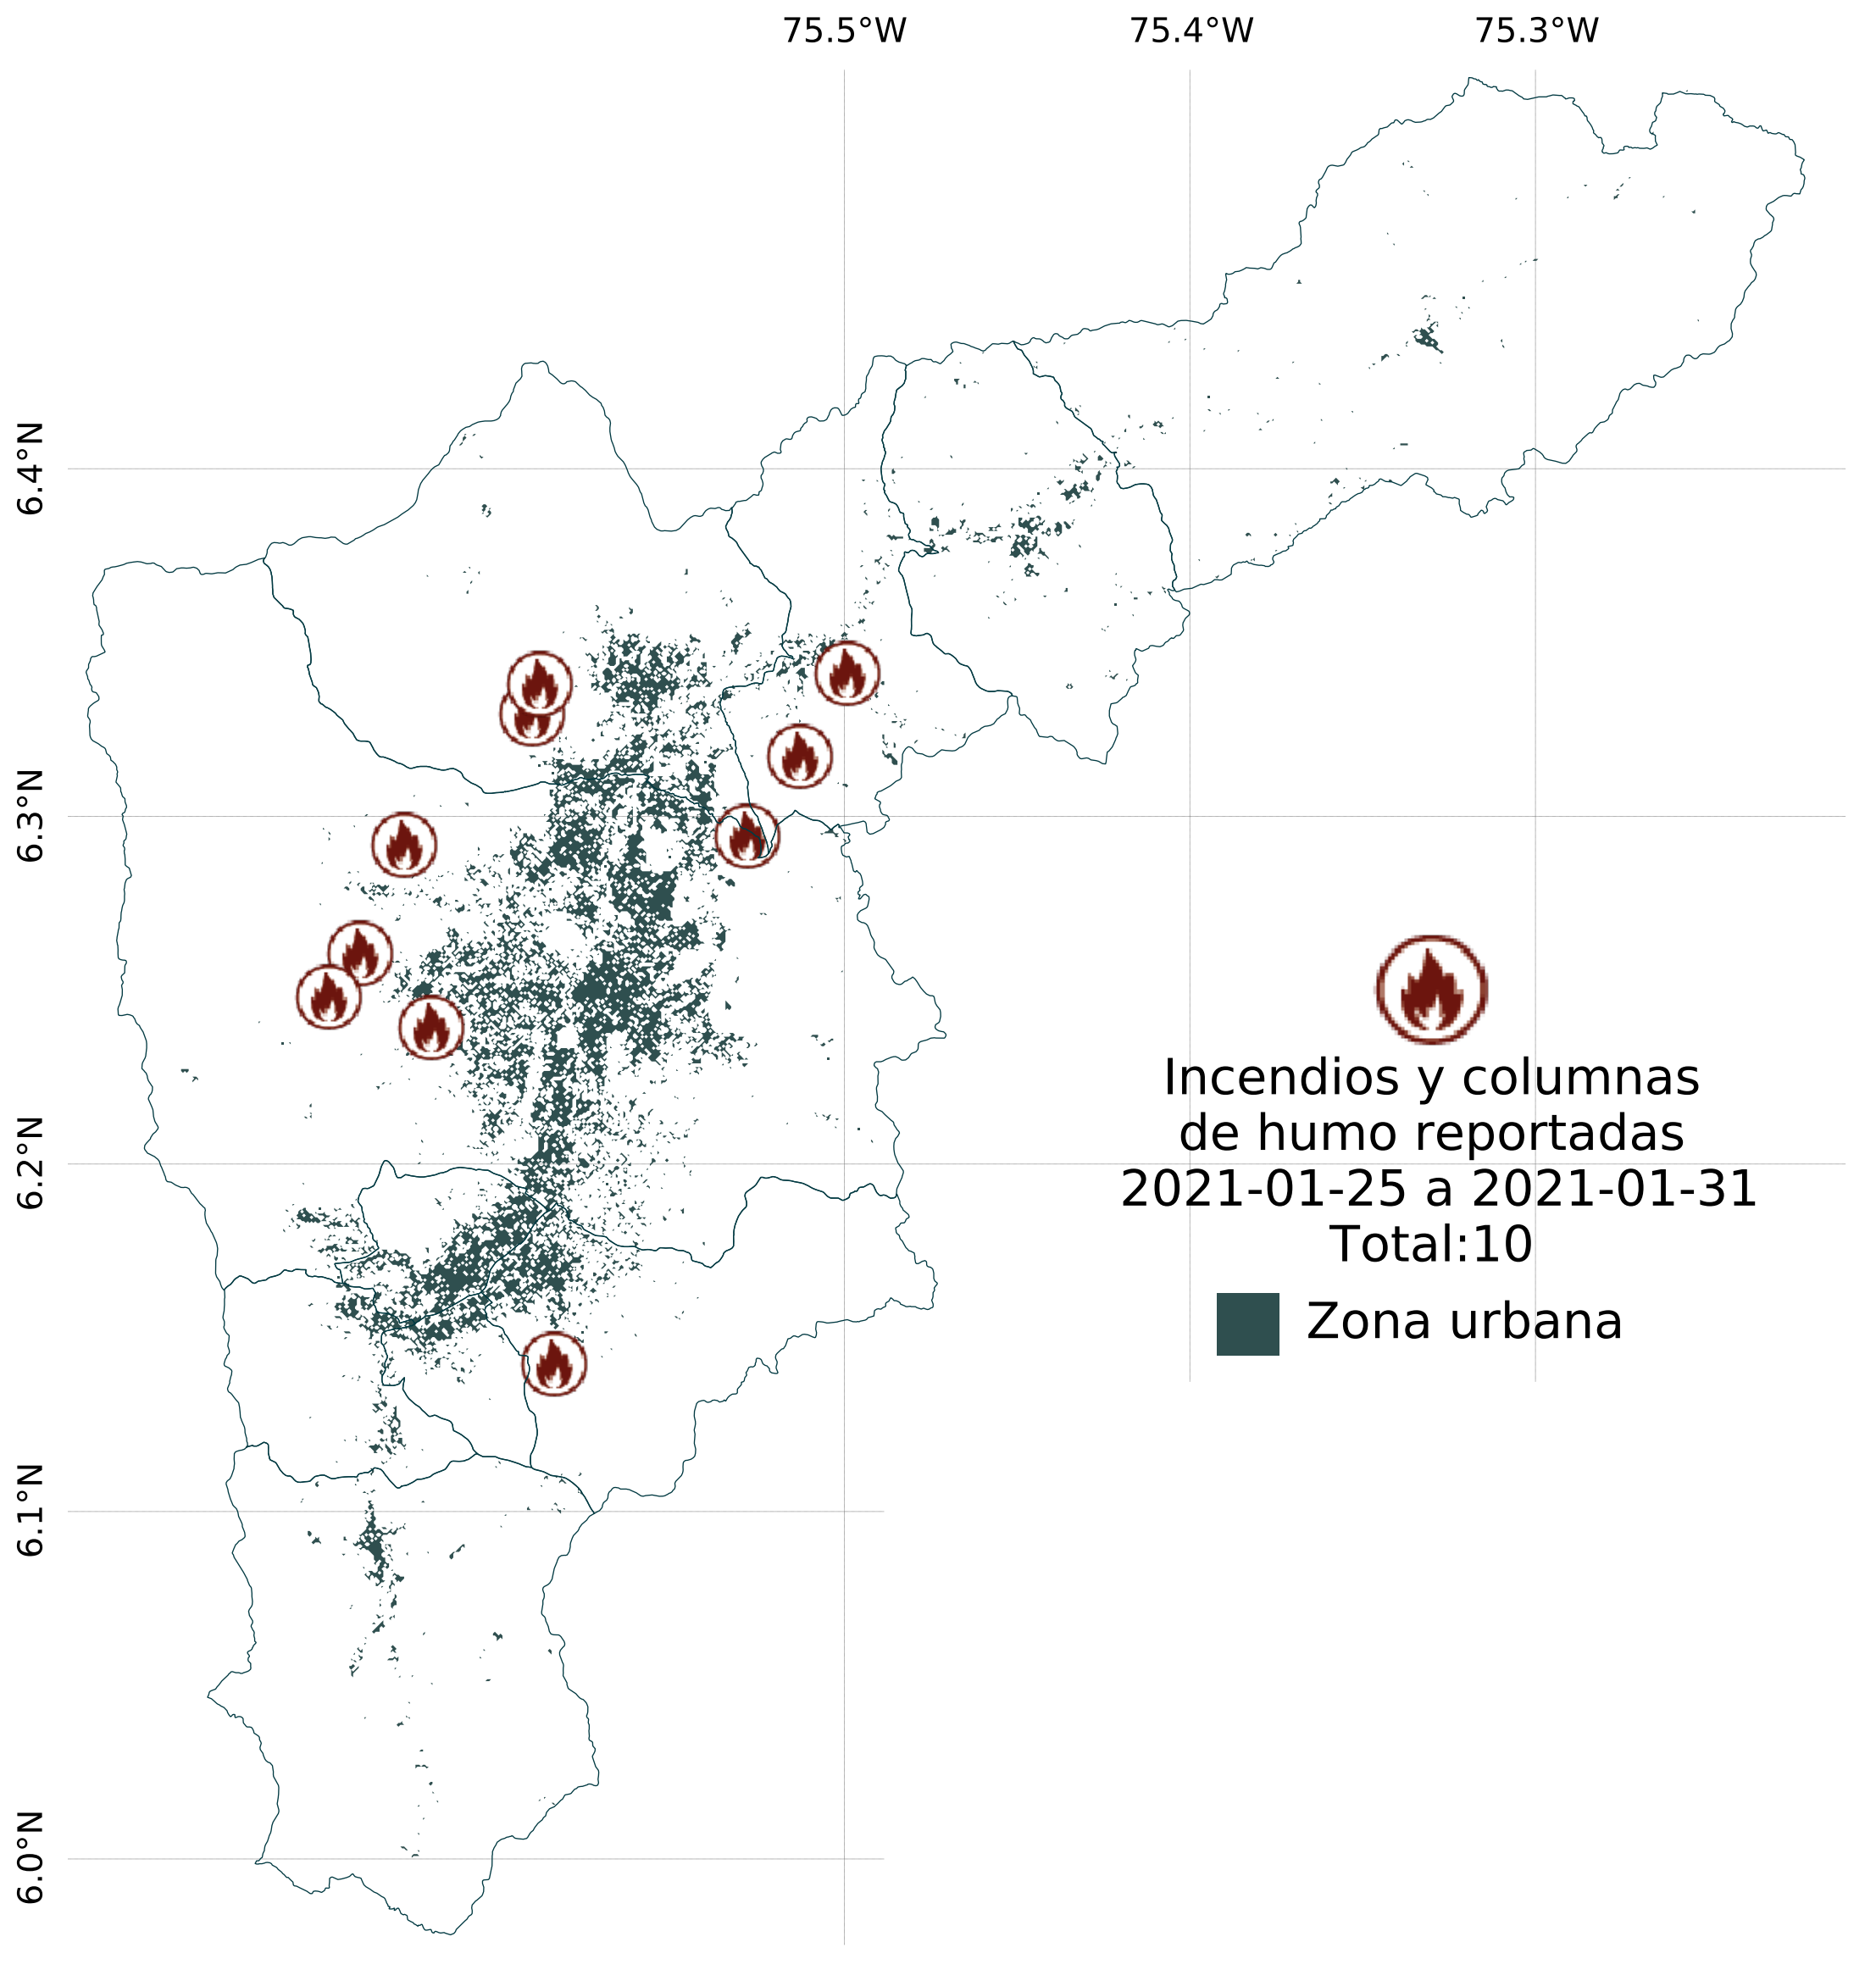 75.5°W 75.4°W 75.3°W
6.4°N
6.3°N
6.2°N
6.1°N
6.0°N
Incendios y columnas
de humo reportadas
2021-01-25 a 2021-01-31
Total:10
Zona urbana